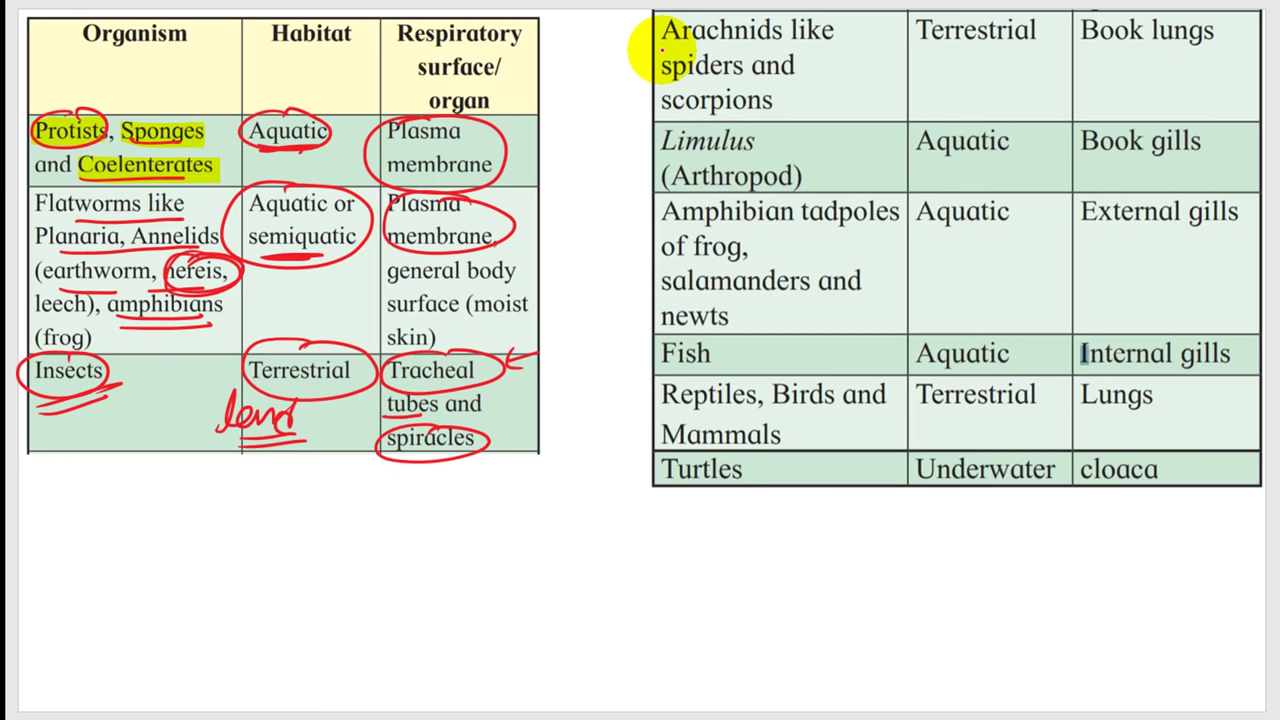 Organism Habitat Respiratory
surface/
organ
Protists, Sponges Aquatic Plasma
and Coelenterates membrane
Flatworms like Aquatic or Plasma
Planaria, Annelids semiquatic membrane,
(earthworm, nereis, general body
leech), amphibians surface (moist
(frog) skin)
Insects Terrestrial Tracheal
land tubes and
spiracles
Arachnids like Terrestrial Book lungs
spiders and
scorpions
Limulus Aquatic Book gills
(Arthropod)
Amphibian tadpoles Aquatic External gills
of frog,
salamanders and
newts
Fish Aquatic Internal gills
Reptiles, Birds and Terrestrial Lungs
Mammals
Turtles Underwater cloaca